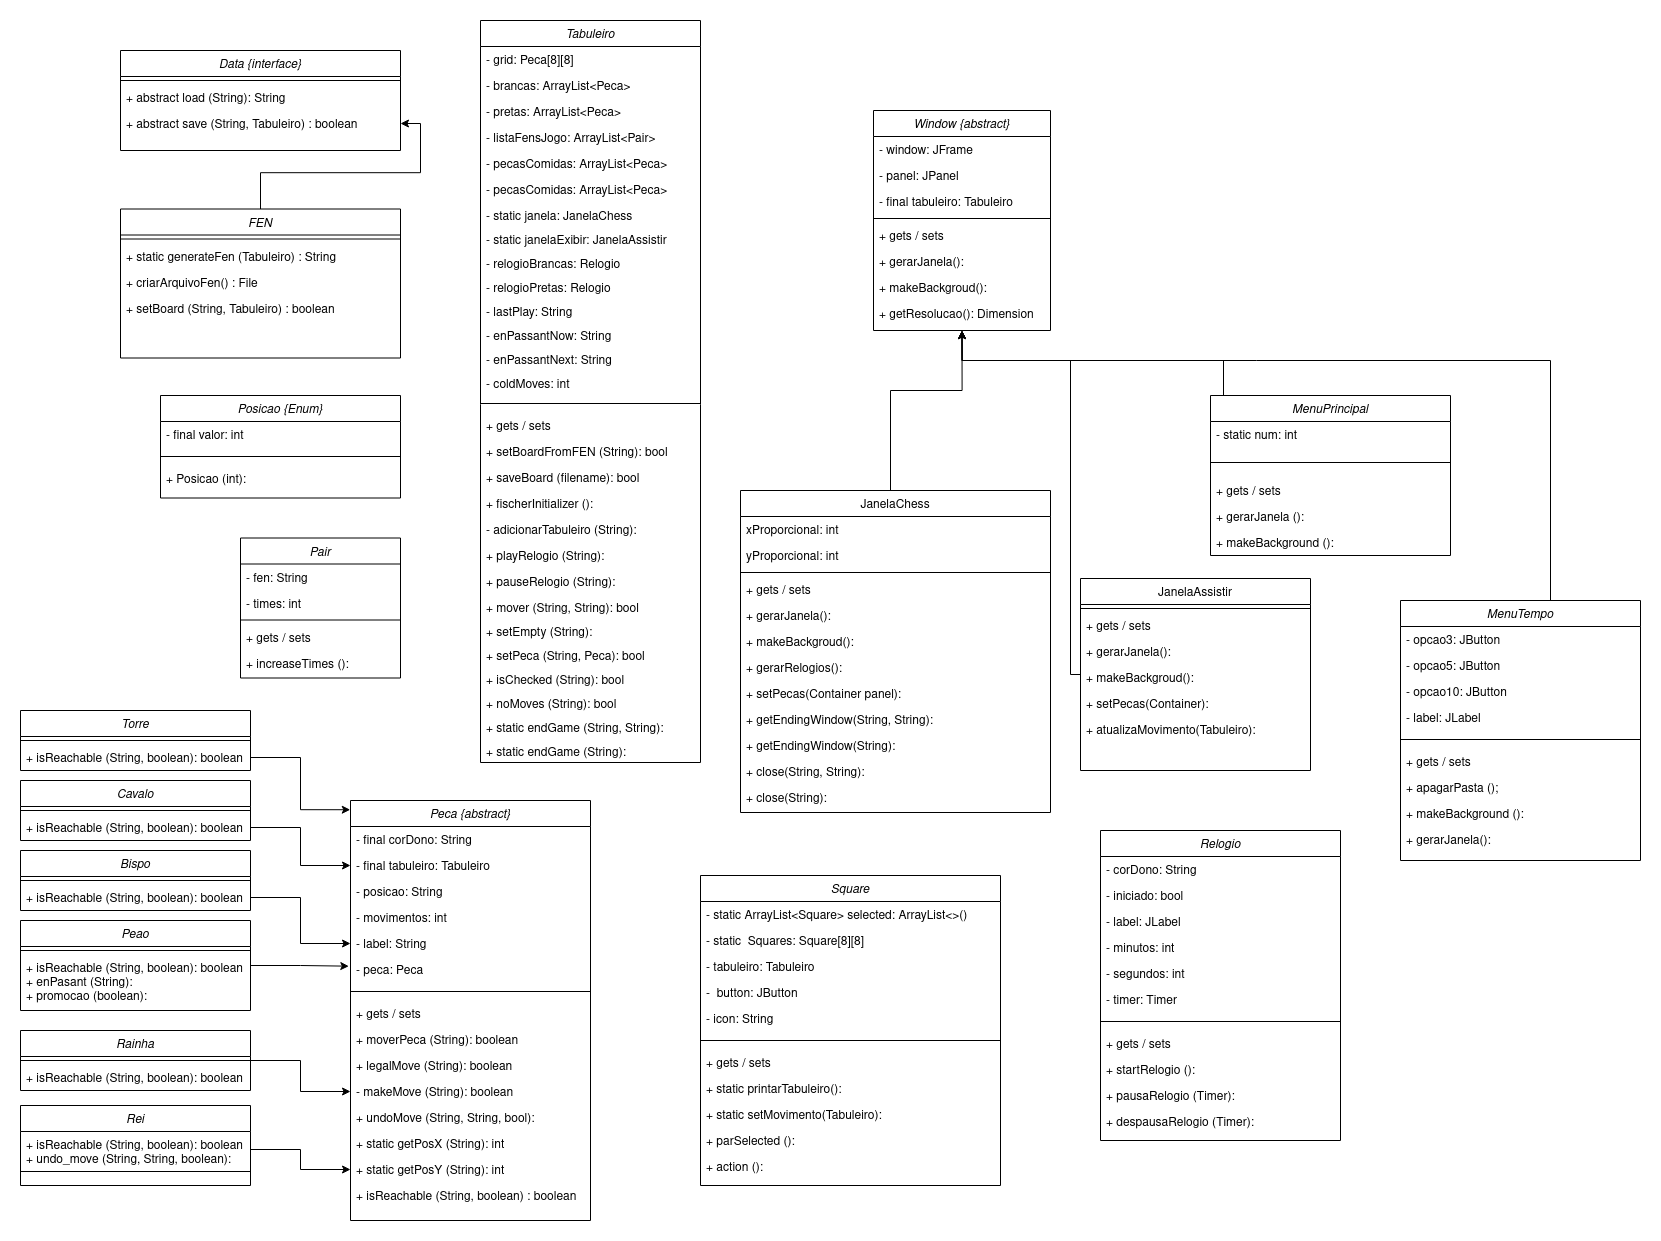 Data {interface}
+ abstract load (String): String
+ abstract save (String, Tabuleiro) : boolean
FEN
+ static generateFen (Tabuleiro) : String
+ criarArquivoFen() : File
+ setBoard (String, Tabuleiro) : boolean
Posicao {Enum}
- final valor: int
+ Posicao (int):
Pair
- fen: String
- times: int
+ gets / sets
+ increaseTimes ():
Tabuleiro
- grid: Peca[8][8]
- brancas: ArrayList<Peca>
- pretas: ArrayList<Peca>
- listaFensJogo: ArrayList<Pair>
- pecasComidas: ArrayList<Peca>
- pecasComidas: ArrayList<Peca>
- static janela: JanelaChess
- static janelaExibir: JanelaAssistir
- relogioBrancas: Relogio
- relogioPretas: Relogio
- lastPlay: String
- enPassantNow: String
- enPassantNext: String
- coldMoves: int
+ gets / sets
+ setBoardFromFEN (String): bool
+ saveBoard (filename): bool
+ fischerInitializer ():
- adicionarTabuleiro (String):
+ playRelogio (String):
+ pauseRelogio (String):
+ mover (String, String): bool
+ setEmpty (String):
+ setPeca (String, Peca): bool
+ isChecked (String): bool
+ noMoves (String): bool
+ static endGame (String, String):
+ static endGame (String):
Window {abstract}
- window: JFrame
- panel: JPanel
- final tabuleiro: Tabuleiro
+ gets / sets
+ gerarJanela():
+ makeBackgroud():
+ getResolucao(): Dimension
JanelaChess
xProporcional: int
yProporcional: int
+ gets / sets
+ gerarJanela():
+ makeBackgroud():
+ gerarRelogios():
+ setPecas(Container panel):
+ getEndingWindow(String, String):
+ getEndingWindow(String):
+ close(String, String):
+ close(String):
MenuPrincipal
- static num: int
+ gets / sets
+ gerarJanela ():
+ makeBackground ():
JanelaAssistir
+ gets / sets
+ gerarJanela():
+ makeBackgroud():
+ setPecas(Container):
+ atualizaMovimento(Tabuleiro):
MenuTempo
- opcao3: JButton
- opcao5: JButton
- opcao10: JButton
- label: JLabel
+ gets / sets
+ apagarPasta ();
+ makeBackground ():
+ gerarJanela():
Torre
+ isReachable (String, boolean): boolean
Cavalo
+ isReachable (String, boolean): boolean
Bispo
+ isReachable (String, boolean): boolean
Peao
+ isReachable (String, boolean): boolean
+ enPasant (String):
+ promocao (boolean):
Rainha
+ isReachable (String, boolean): boolean
Rei
+ isReachable (String, boolean): boolean
+ undo_move (String, String, boolean):
Peca {abstract}
- final corDono: String
- final tabuleiro: Tabuleiro
- posicao: String
- movimentos: int
- label: String
- peca: Peca
+ gets / sets
+ moverPeca (String): boolean
+ legalMove (String): boolean
- makeMove (String): boolean
+ undoMove (String, String, bool):
+ static getPosX (String): int
+ static getPosY (String): int
+ isReachable (String, boolean) : boolean
Square
- static ArrayList<Square> selected: ArrayList<>()
- static  Squares: Square[8][8]
- tabuleiro: Tabuleiro
-  button: JButton
- icon: String
+ gets / sets
+ static printarTabuleiro():
+ static setMovimento(Tabuleiro):
+ parSelected ():
+ action ():
Relogio
- corDono: String
- iniciado: bool
- label: JLabel
- minutos: int
- segundos: int
- timer: Timer
+ gets / sets
+ startRelogio ():
+ pausaRelogio (Timer):
+ despausaRelogio (Timer):